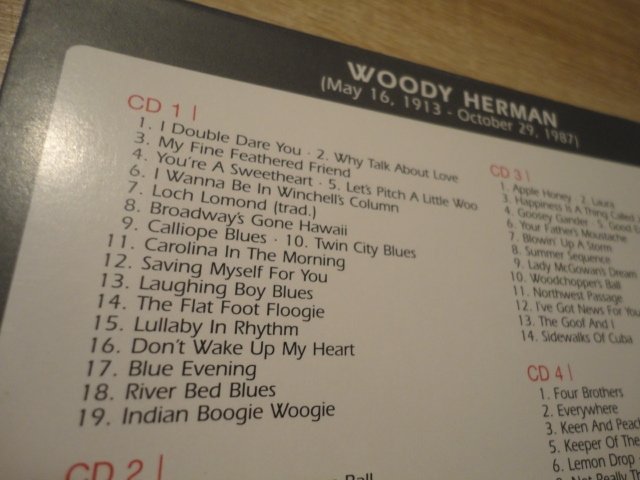 WOODY HERMAN
(May 16, 1913 - October 29, 1987)
CD 1 |
1. I Double Dare You · 2. Why Talk About Love
3. My Fine Feathered Friend
4. You're A Sweetheart · 5. Let's Pitch A Little Woo
6. I Wanna Be In Winchell's Column
7. Loch Lomond (trad.)
8. Broadway's Gone Hawaii
9. Calliope Blues · 10. Twin City Blues
11. Carolina In The Morning
12. Saving Myself For You
13. Laughing Boy Blues
14. The Flat Foot Floogie
15. Lullaby In Rhythm
16. Don't Wake Up My Heart
17. Blue Evening
18. River Bed Blues
19. Indian Boogie Woogie
CD 2 |
Ball
CD 3 |
1. Apple Honey · 2. Laura
3. Happiness Is A Thing Called
4. Goosey Gander · 5. Good
6. Your Father's Moustache
7. Blowin' Up A Storm
8. Summer Sequence
9. Lady McGowan's Dream
10. Woodchopper's Ball
11. Northwest Passage
12. I've Got News For You
13. The Goof And I
14. Sidewalks Of Cuba
CD 4 |
1. Four Brothers
2. Everywhere
3. Keen And
5. Keeper Of The
6. Lemon Drop
Not Really